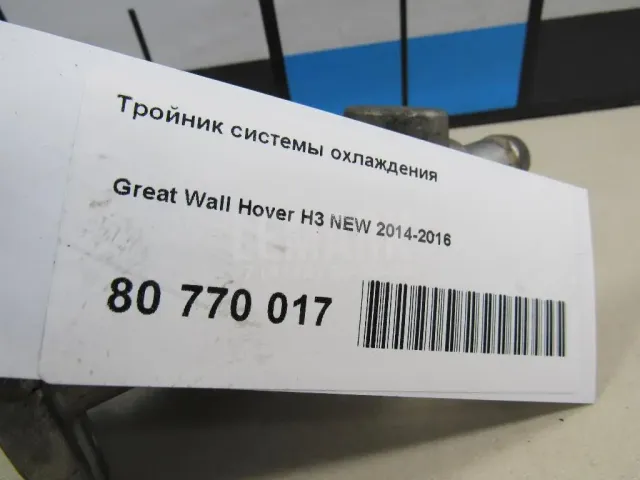 Тройник системы охлаждения
Great Wall Hover H3 NEW 2014-2016
80 770 017